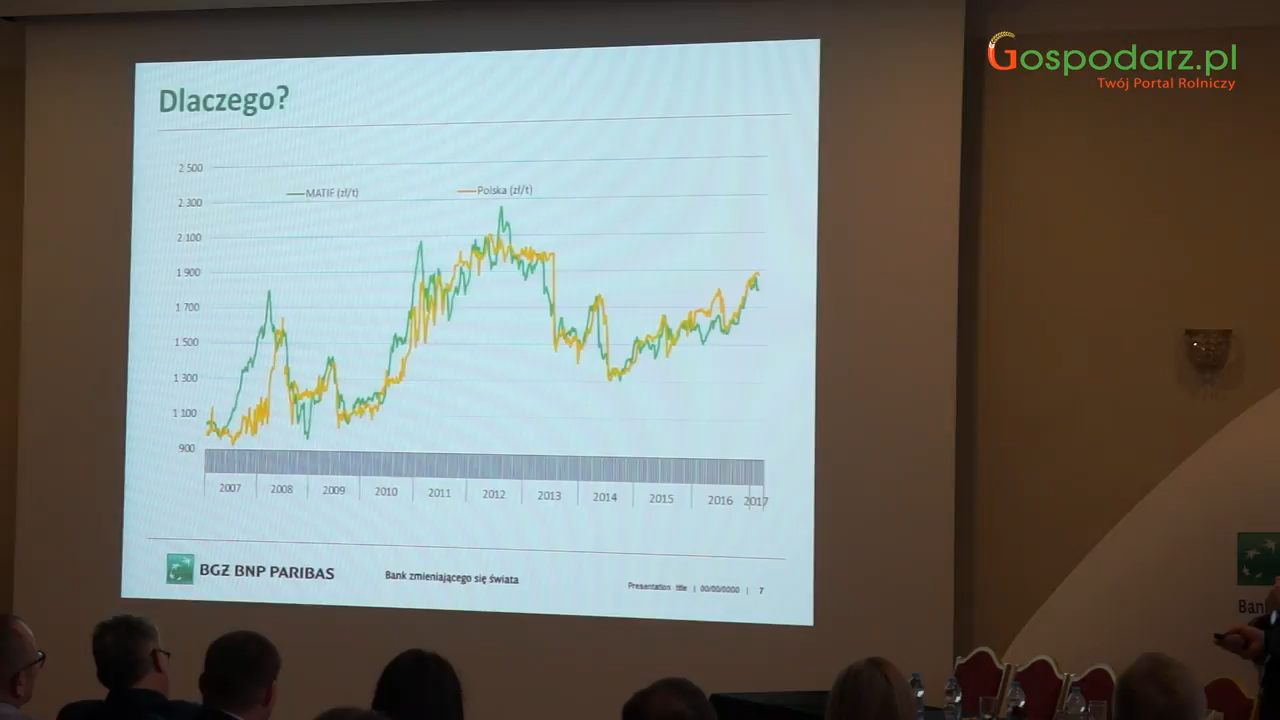 Gospodarz.pl
Twój Portal Rolniczy
Dlaczego?
2 500
MATIF (zł/t) Polska (zł/t)
2 300
2 100
1 900
1 700
1 500
1 300
1 100
900
2007 2008 2009 2010 2011 2012 2013 2014 2015 2016 2017
BGŻ BNP PARIBAS
Bank zmieniającego się świata
Presentation title | 00/00/0000 | 7
Ban